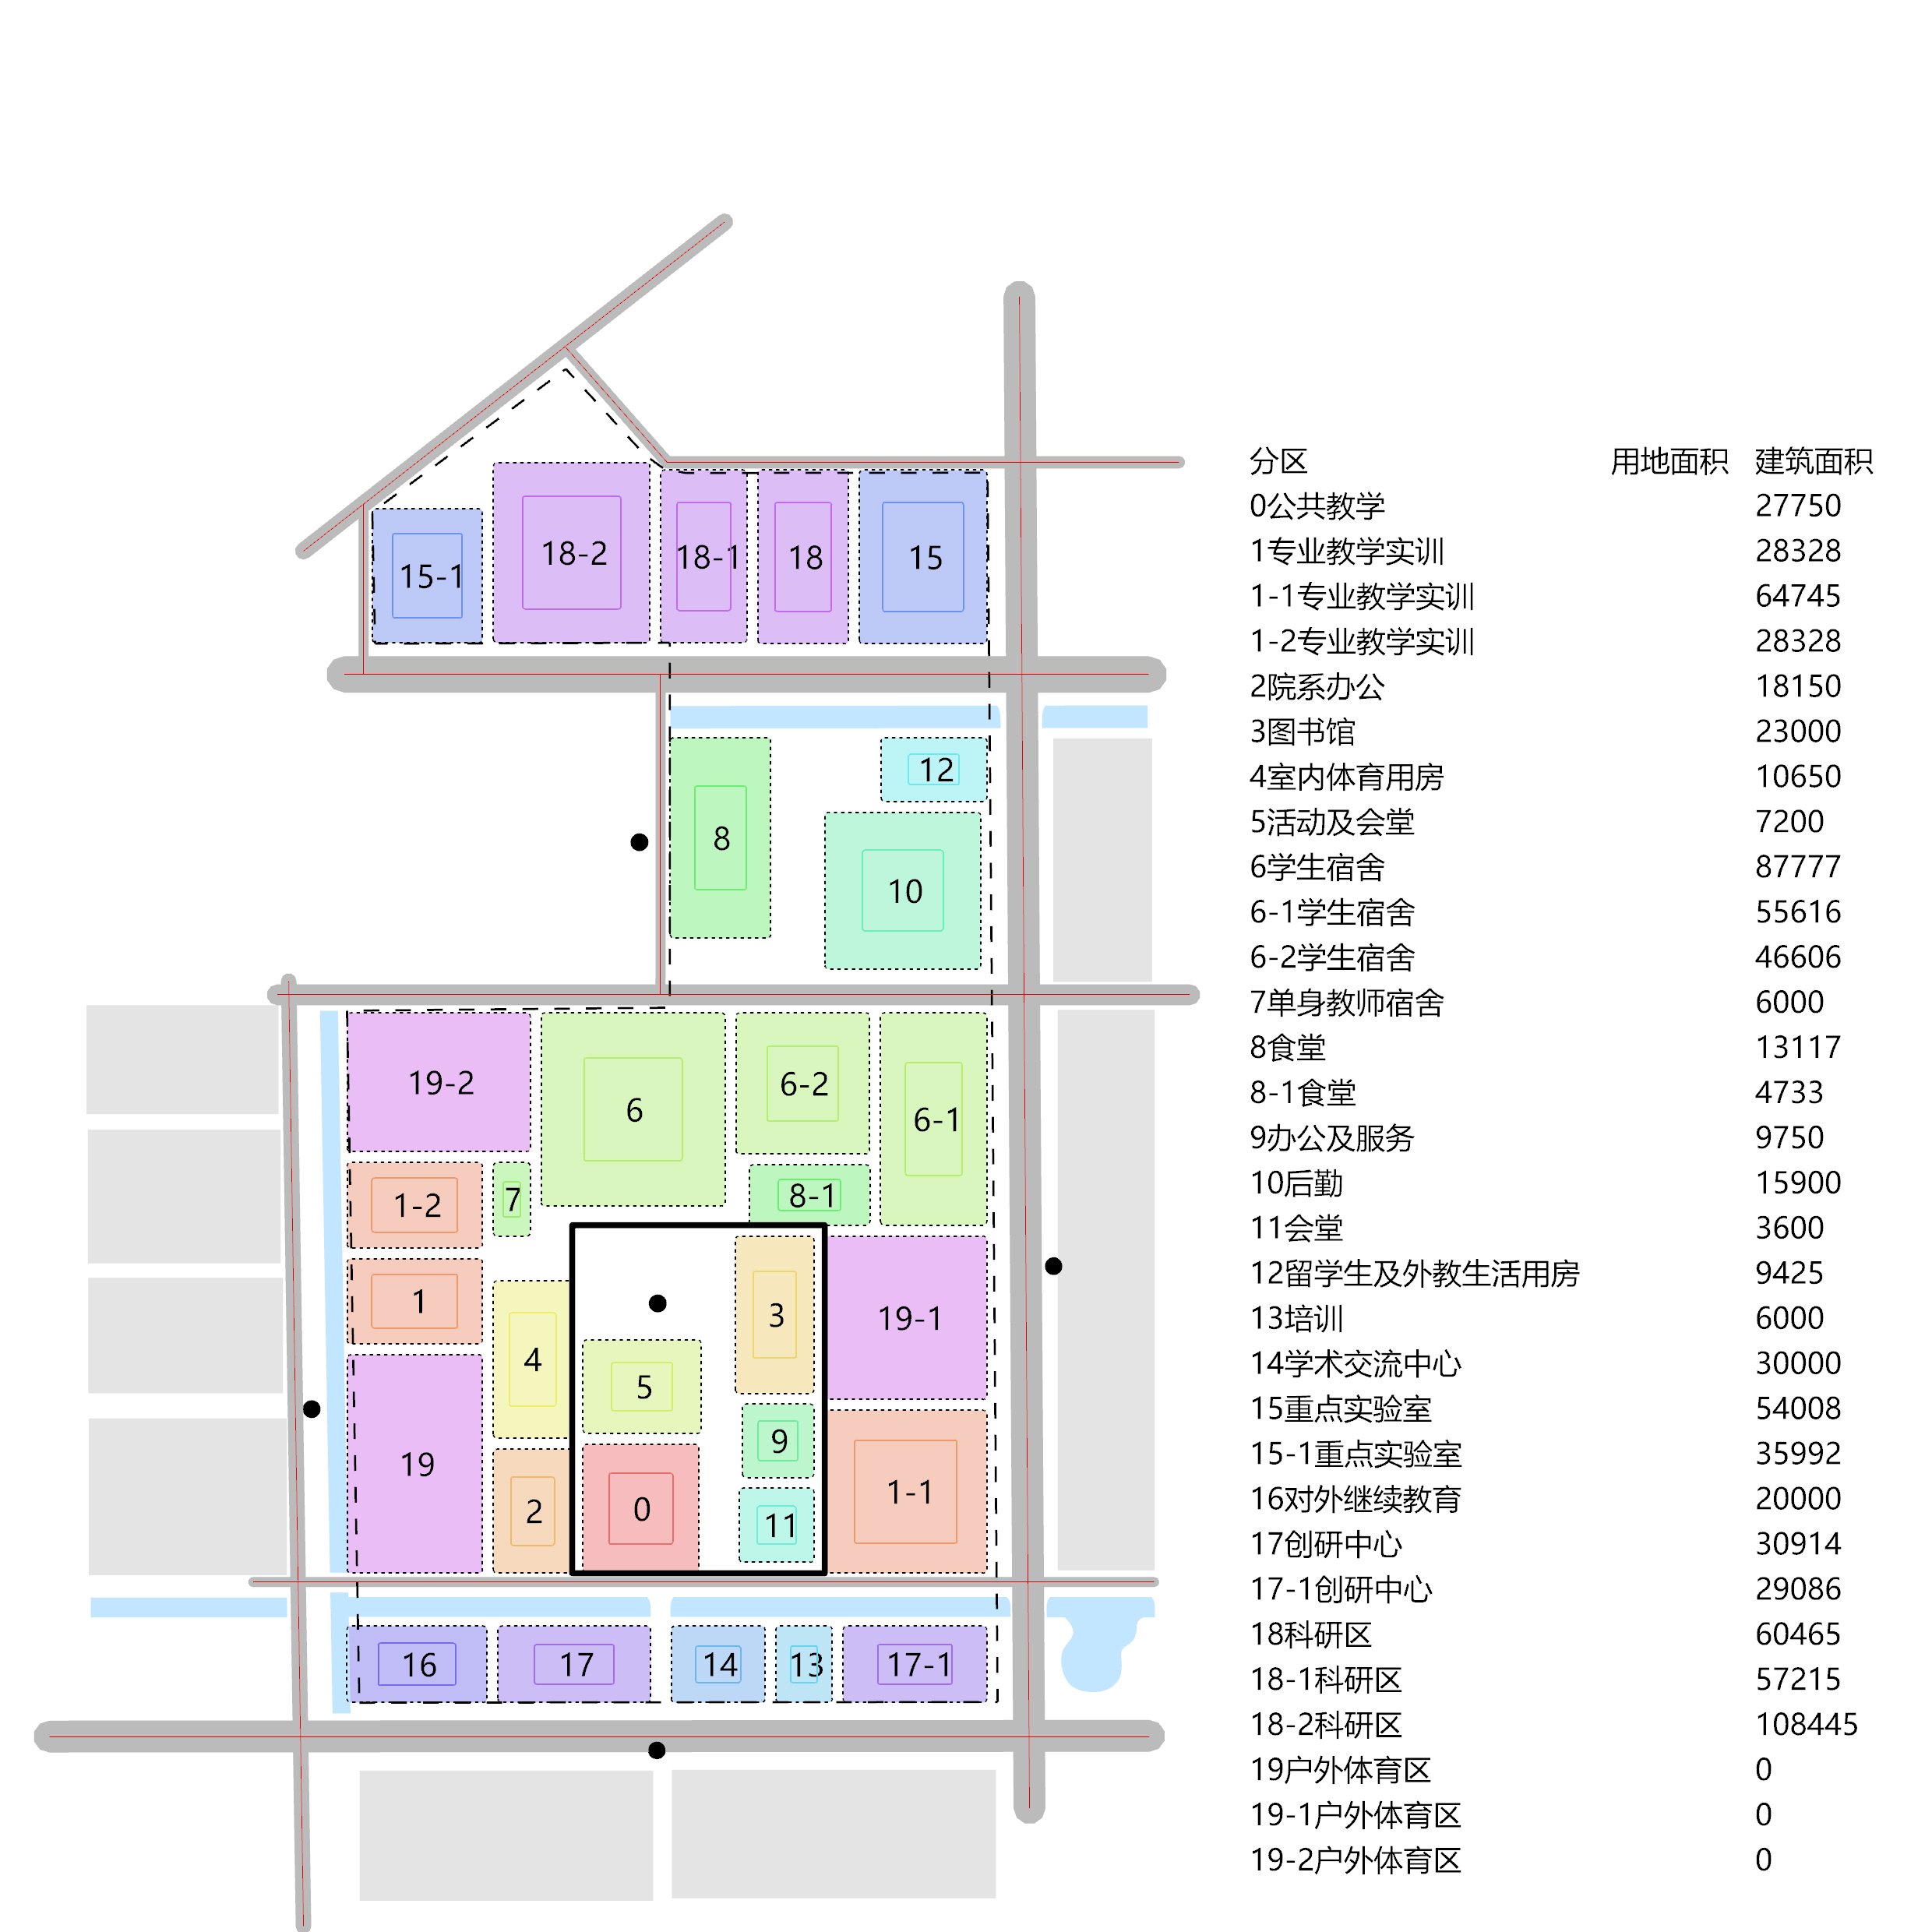 15-1
18-2
18-1
18
15
12
8
10
19-2
6
6-2
6-1
1-2
7
8-1
1
4
3
19-1
5
19
9
2
0
1-1
11
16
17
14
13
17-1
分区 用地面积 建筑面积
0公共教学 27750
1专业教学实训 28328
1-1专业教学实训 64745
1-2专业教学实训 28328
2院系办公 18150
3图书馆 23000
4室内体育用房 10650
5活动及会堂 7200
6学生宿舍 87777
6-1学生宿舍 55616
6-2学生宿舍 46606
7单身教师宿舍 6000
8食堂 13117
8-1食堂 4733
9办公及服务 9750
10后勤 15900
11会堂 3600
12留学生及外教生活用房 9425
13培训 6000
14学术交流中心 30000
15重点实验室 54008
15-1重点实验室 35992
16对外继续教育 20000
17创研中心 30914
17-1创研中心 29086
18科研区 60465
18-1科研区 57215
18-2科研区 108445
19户外体育区 0
19-1户外体育区 0
19-2户外体育区 0